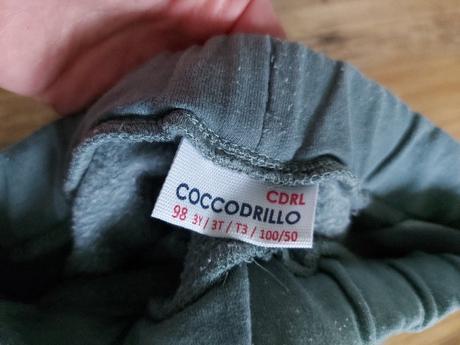 CDRL
COCCODRILLO
98 3Y / 3T / T3 / 100/50